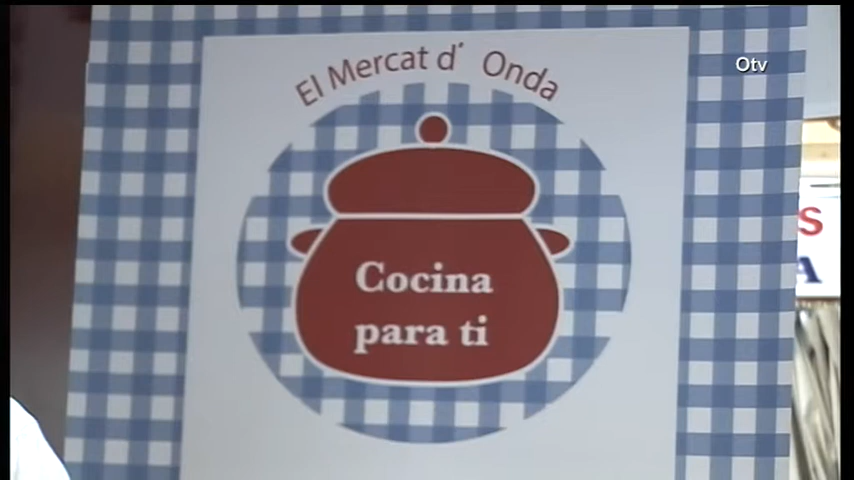 El Mercat d' Onda
Otv
Cocina
para ti
S
A